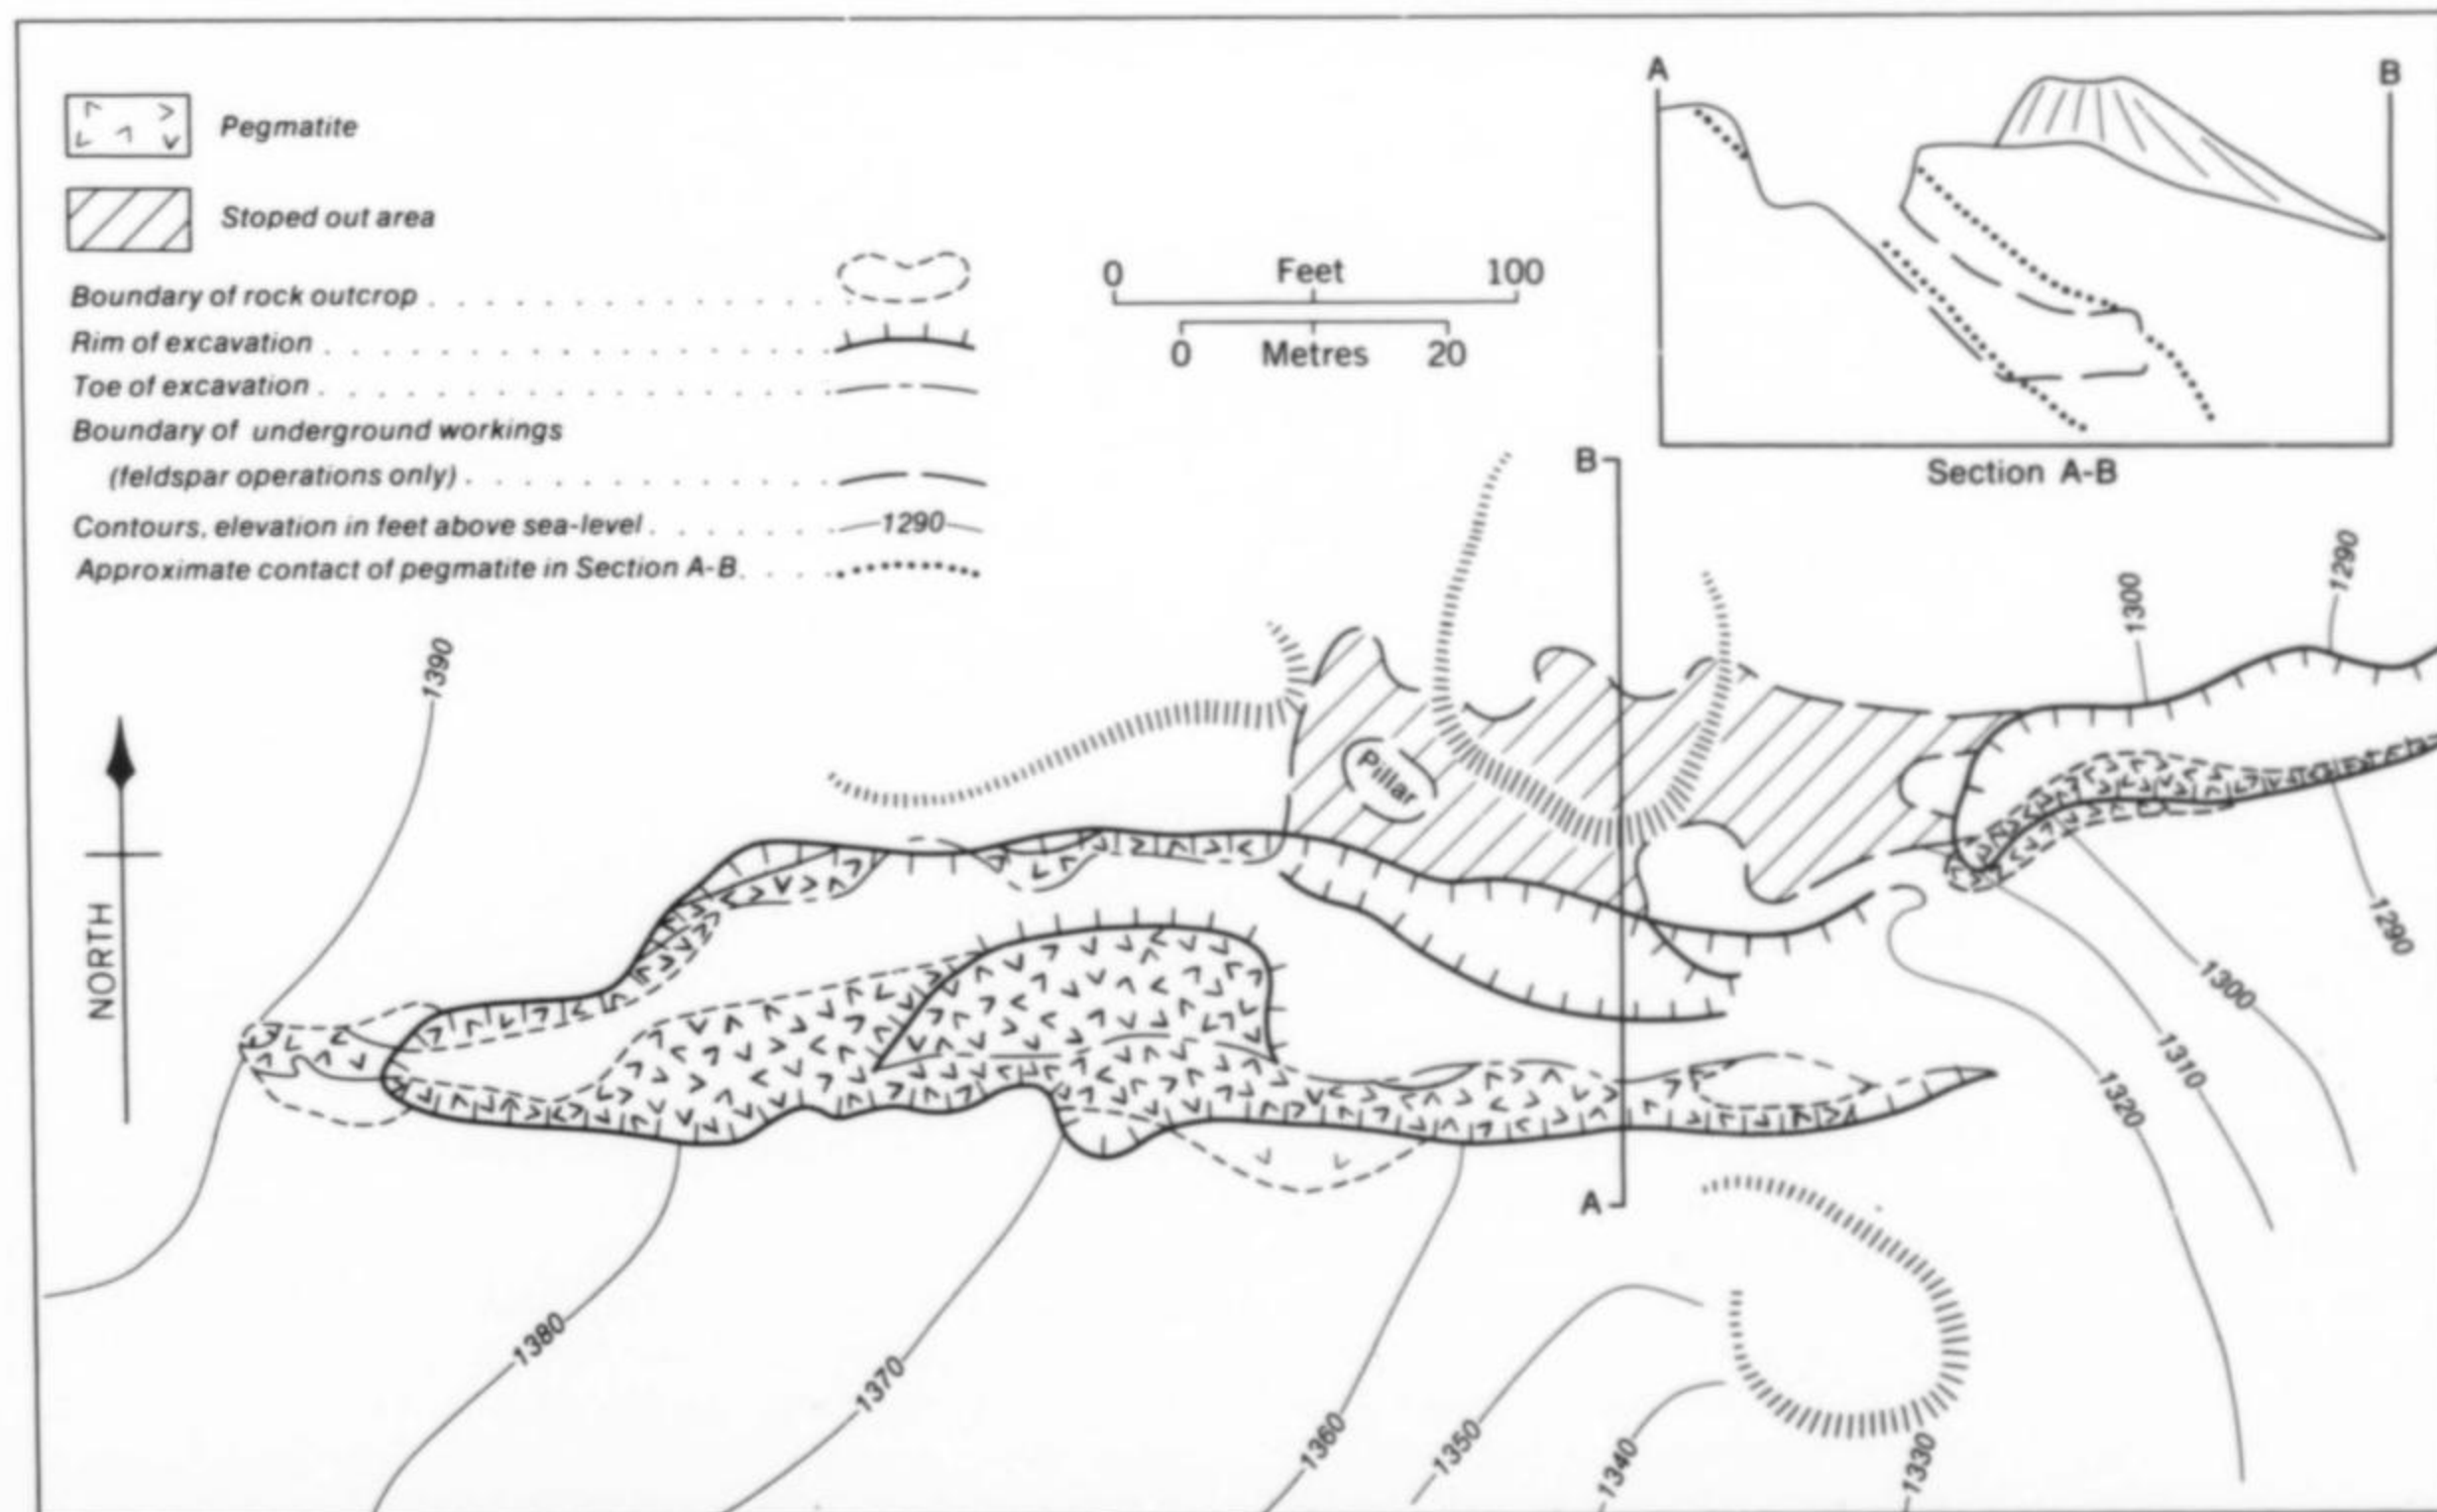 Pegmatite
Stoped out area
Boundary of rock outcrop
Rim of excavation
Toe of excavation
Boundary of underground workings
(feldspar operations only)
Contours, elevation in feet above sea-level
1290
Approximate contact of pegmatite in Section A-B
0 Feet 100
0 Metres 20
A B
Section A-B
B
A
NORTH
Pillar
1390
1300
1290
1290
1300
1310
1320
1380
1370
1360
1350
1340
1330